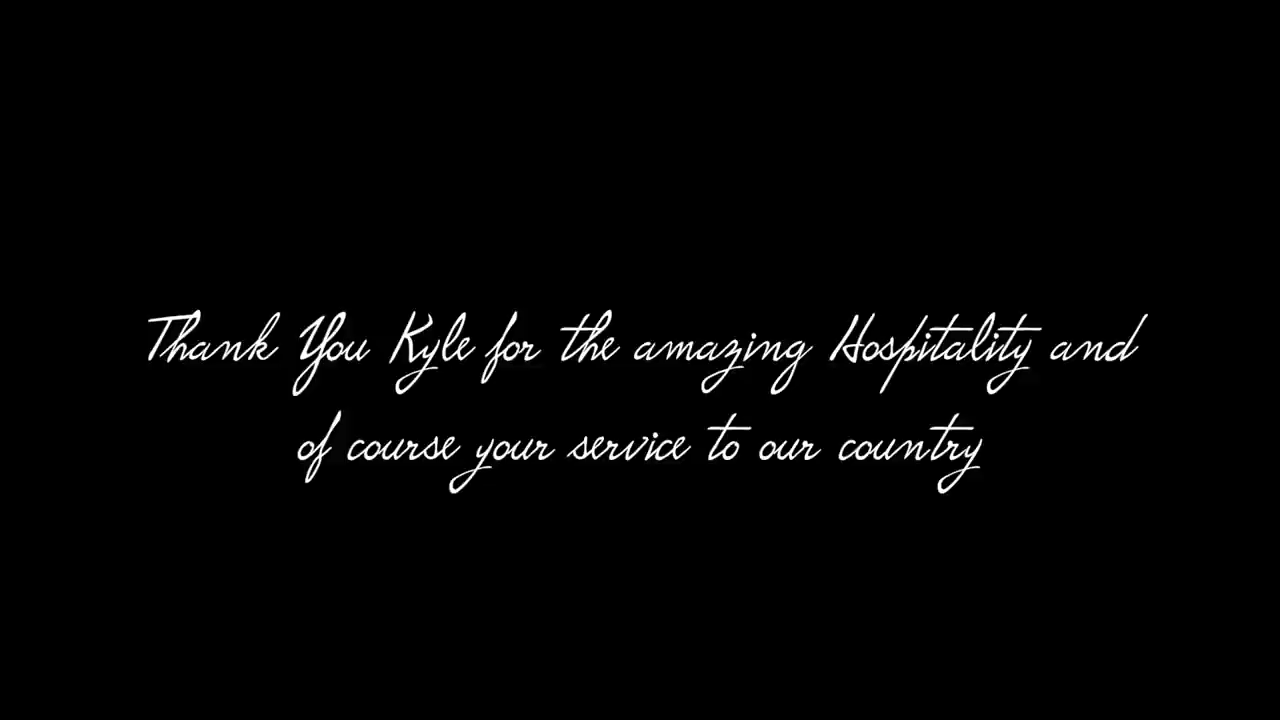 Thank You Kyle for the amazing Hospitality and
of course your service to our country